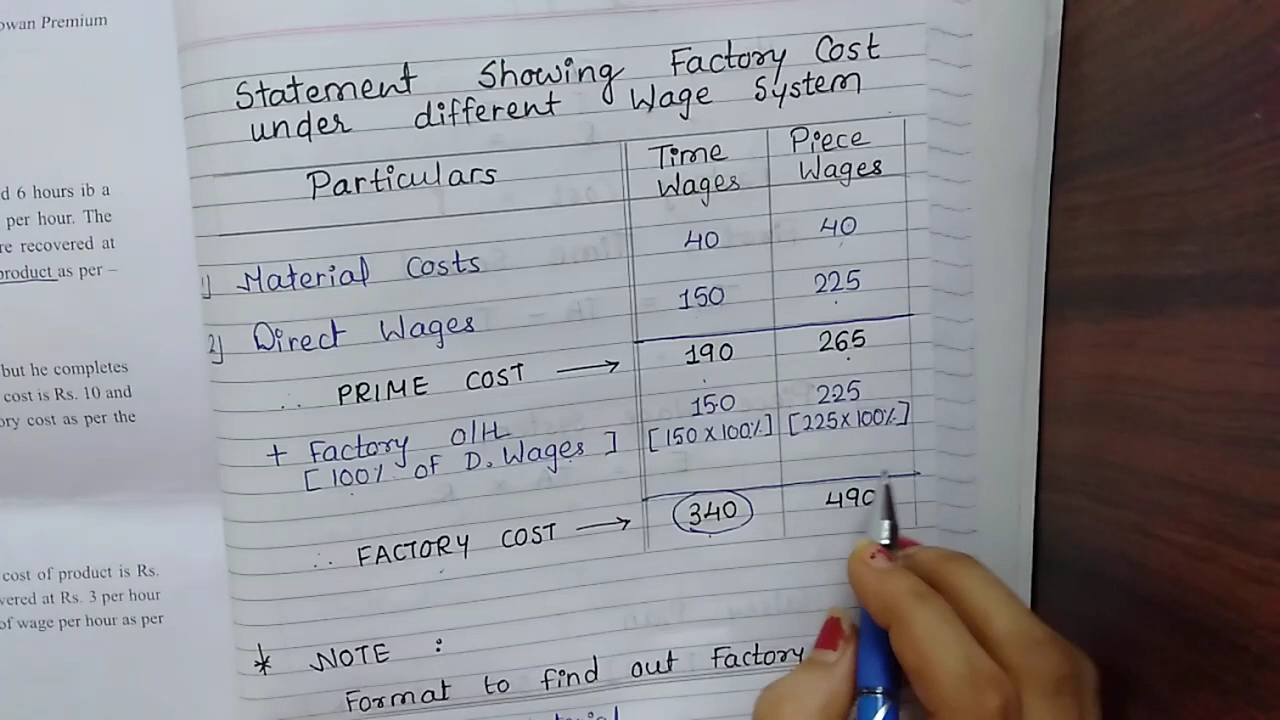 owan Premium
d 6 hours ib a
per hour. The
re recovered at
product as per –
but he completes
cost is Rs. 10 and
ory cost as per the
cost of product is Rs.
vered at Rs. 3 per hour
of wage per hour as per
Statement Showing Factory Cost
under different Wage System
Particulars Time Wages Piece Wages
1) Material Costs 40 40
2) Direct Wages 150 225
∴ PRIME COST → 190 265
+ Factory O/H 150 225
[100% of D. Wages] [150 x 100%] [225 x 100%]
∴ FACTORY COST → 340 490
* NOTE :
Format to find out Factory